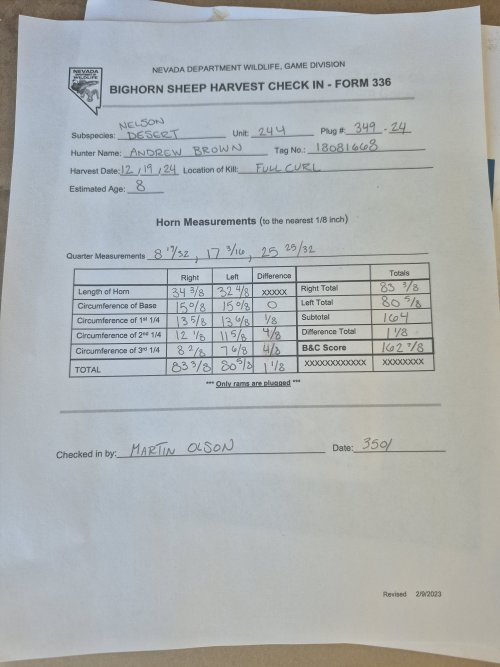 NEVADA DEPARTMENT WILDLIFE, GAME DIVISION
NEVADA
WILDLIFE
BIGHORN SHEEP HARVEST CHECK IN - FORM 336
NELSON
Subspecies: DESERT Unit: 244 Plug #: 349 - 24
Hunter Name: ANDREW BROWN Tag No.: 18081668
Harvest Date: 12 / 19 / 24 Location of Kill: FULL CURL
Estimated Age: 8
Horn Measurements (to the nearest 1/8 inch)
Quarter Measurements 8 19/32, 17 3/16, 25 25/32
Right Left Difference Totals
Length of Horn 34 3/8 32 4/8 XXXXX Right Total 83 3/8
Circumference of Base 15 0/8 15 0/8 0 Left Total 80 5/8
Circumference of 1st 1/4 13 5/8 13 6/8 1/8 Subtotal 164
Circumference of 2nd 1/4 12 1/8 11 5/8 4/8 Difference Total 1 1/8
Circumference of 3rd 1/4 8 2/8 7 6/8 4/8 B&C Score 162 7/8
TOTAL 83 3/8 80 5/8 1 1/8 XXXXXXXXXXXX XXXXXXXX
*** Only rams are plugged ***
Checked in by: MARTIN OLSON Date: 350/
Revised 2/9/2023